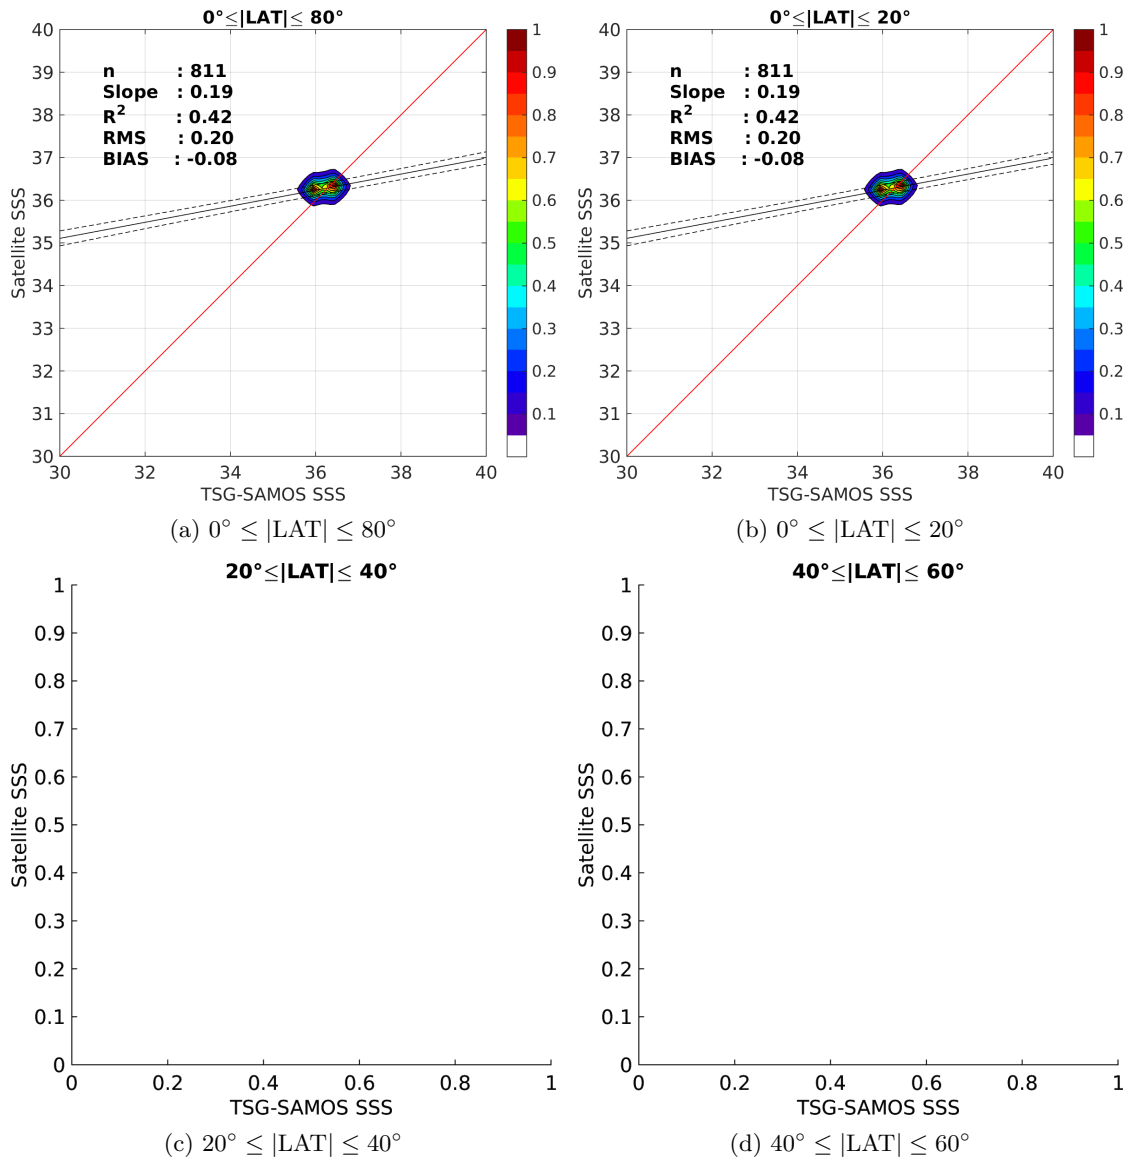 0°≤|LAT|≤ 80°
n : 811
Slope : 0.19
R² : 0.42
RMS : 0.20
BIAS : -0.08
40
39
38
37
36
35
34
33
32
31
30
30 32 34 36 38 40
Satellite SSS
TSG-SAMOS SSS
1
0.9
0.8
0.7
0.6
0.5
0.4
0.3
0.2
0.1
(a) 0° ≤ |LAT| ≤ 80°
0°≤|LAT|≤ 20°
n : 811
Slope : 0.19
R² : 0.42
RMS : 0.20
BIAS : -0.08
40
39
38
37
36
35
34
33
32
31
30
30 32 34 36 38 40
Satellite SSS
TSG-SAMOS SSS
1
0.9
0.8
0.7
0.6
0.5
0.4
0.3
0.2
0.1
(b) 0° ≤ |LAT| ≤ 20°
20°≤|LAT|≤ 40°
1
0.9
0.8
0.7
0.6
0.5
0.4
0.3
0.2
0.1
0
0 0.2 0.4 0.6 0.8 1
Satellite SSS
TSG-SAMOS SSS
(c) 20° ≤ |LAT| ≤ 40°
40°≤|LAT|≤ 60°
1
0.9
0.8
0.7
0.6
0.5
0.4
0.3
0.2
0.1
0
0 0.2 0.4 0.6 0.8 1
Satellite SSS
TSG-SAMOS SSS
(d) 40° ≤ |LAT| ≤ 60°